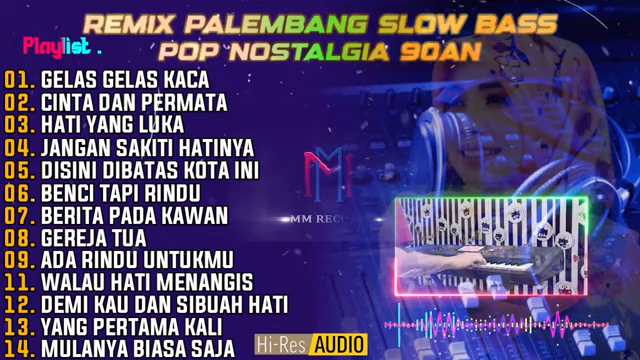 REMIX PALEMBANG SLOW BASS
POP NOSTALGIA 90AN
Playlist .
01. GELAS GELAS KACA
02. CINTA DAN PERMATA
03. HATI YANG LUKA
04. JANGAN SAKITI HATINYA
05. DISINI DIBATAS KOTA INI
06. BENCI TAPI RINDU
07. BERITA PADA KAWAN
08. GEREJA TUA
09. ADA RINDU UNTUKMU
11. WALAU HATI MENANGIS
12. DEMI KAU DAN SIBUAH HATI
13. YANG PERTAMA KALI
14. MULANYA BIASA SAJA
MM
MM REC
Hi-Res AUDIO